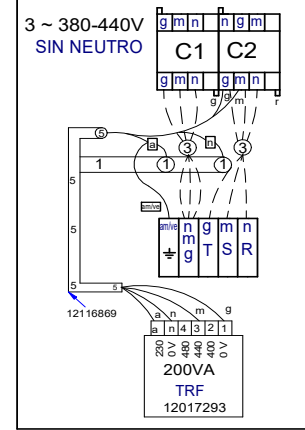 3 ~ 380-440V
SIN NEUTRO
g m n n g m
C1 C2
g m n g m n
g g m r
5 a n
3 3
1 1 1
5
am/ve
am/ve n m g g m n
T S R
5
5 5
12116869
a n m g
a n 4 3 2 1
230 0 V 480 440 400 0 V
200VA
TRF
12017293